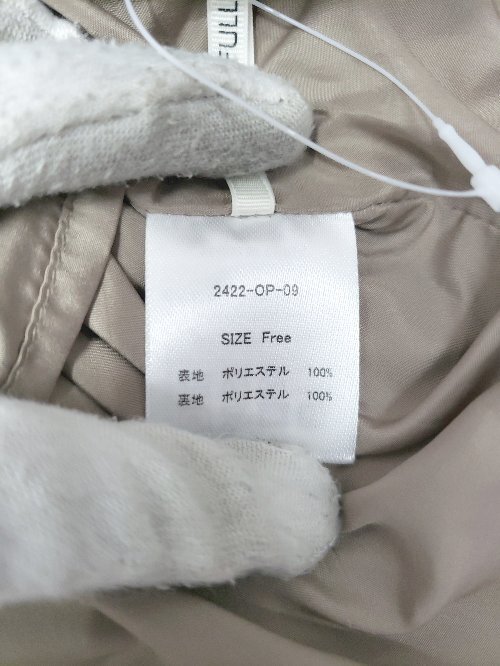 FULL
2422-OP-09
SIZE Free
表地 ポリエステル 100%
裏地 ポリエステル 100%